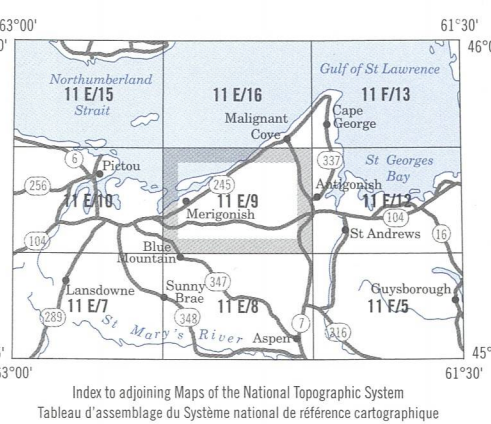 63°00'
61°30'
0'
46°0
Northumberland
Strait
11 E/15
11 E/16
Gulf of St Lawrence
11 F/13
Malignant
Cove
Cape
George
6
Pictou
256
11 E/10
104
245
11 E/9
Merigonish
337
St Georges
Bay
Antigonish
11 F/12
104
16
St Andrews
Blue
Mountain
Lansdowne
11 E/7
289
Sunny
Brae
347
348
11 E/8
St Mary's River
Aspen
7
316
Guysborough
11 F/5
0'
45°
63°00'
61°30'
Index to adjoining Maps of the National Topographic System
Tableau d'assemblage du Système national de référence cartographique